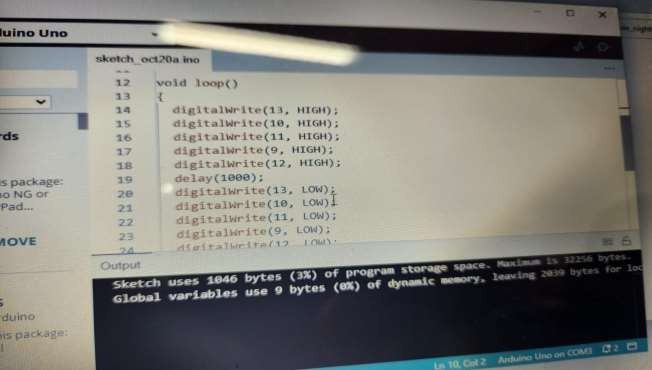 uino Uno
sketch_oct20a.ino
12 void loop()
13 {
14 digitalWrite(13, HIGH);
15 digitalWrite(10, HIGH);
16 digitalWrite(11, HIGH);
17 digitalWrite(9, HIGH);
18 digitalWrite(12, HIGH);
19 delay(1000);
20 digitalWrite(13, LOW);
21 digitalWrite(10, LOW);
22 digitalWrite(11, LOW);
23 digitalWrite(9, LOW);
24 digitalWrite(12, LOW);
rds
is package:
no NG or
Pad...
MOVE
s
rduino
is package:
Output
Sketch uses 1046 bytes (3%) of program storage space. Maximum is 32256 bytes.
Global variables use 9 bytes (0%) of dynamic memory, leaving 2039 bytes for loc
Ln 10, Col 2 Arduino Uno on COM3 2